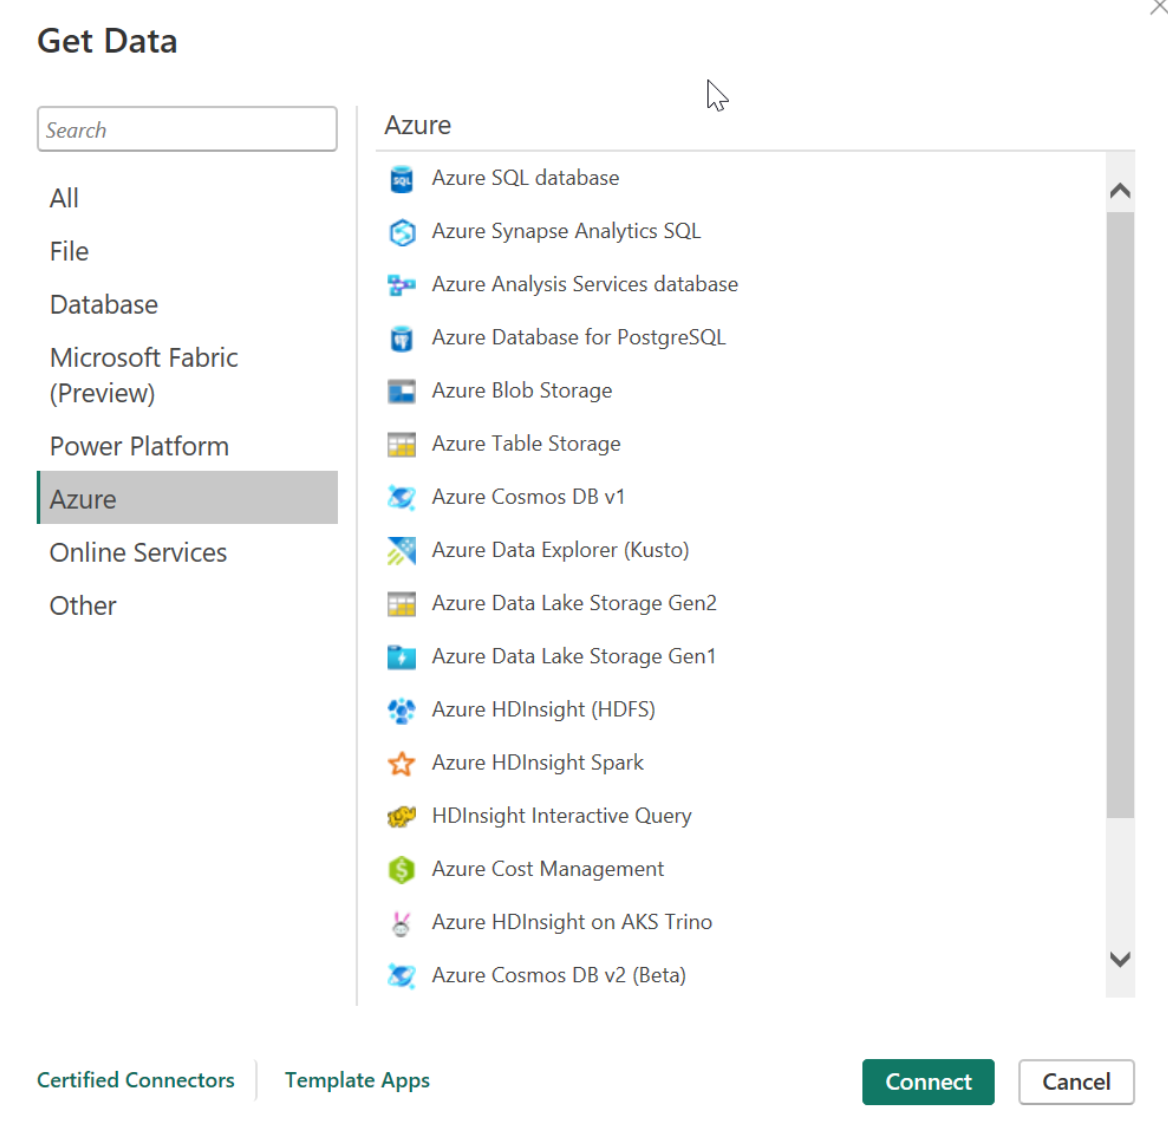 Get Data
Search
All
File
Database
Microsoft Fabric
(Preview)
Power Platform
Azure
Online Services
Other
Azure
SQL
Azure SQL database
Azure Synapse Analytics SQL
Azure Analysis Services database
Azure Database for PostgreSQL
Azure Blob Storage
Azure Table Storage
Azure Cosmos DB v1
Azure Data Explorer (Kusto)
Azure Data Lake Storage Gen2
Azure Data Lake Storage Gen1
Azure HDInsight (HDFS)
Azure HDInsight Spark
HDInsight Interactive Query
Azure Cost Management
Azure HDInsight on AKS Trino
Azure Cosmos DB v2 (Beta)
Certified Connectors
Template Apps
Connect
Cancel